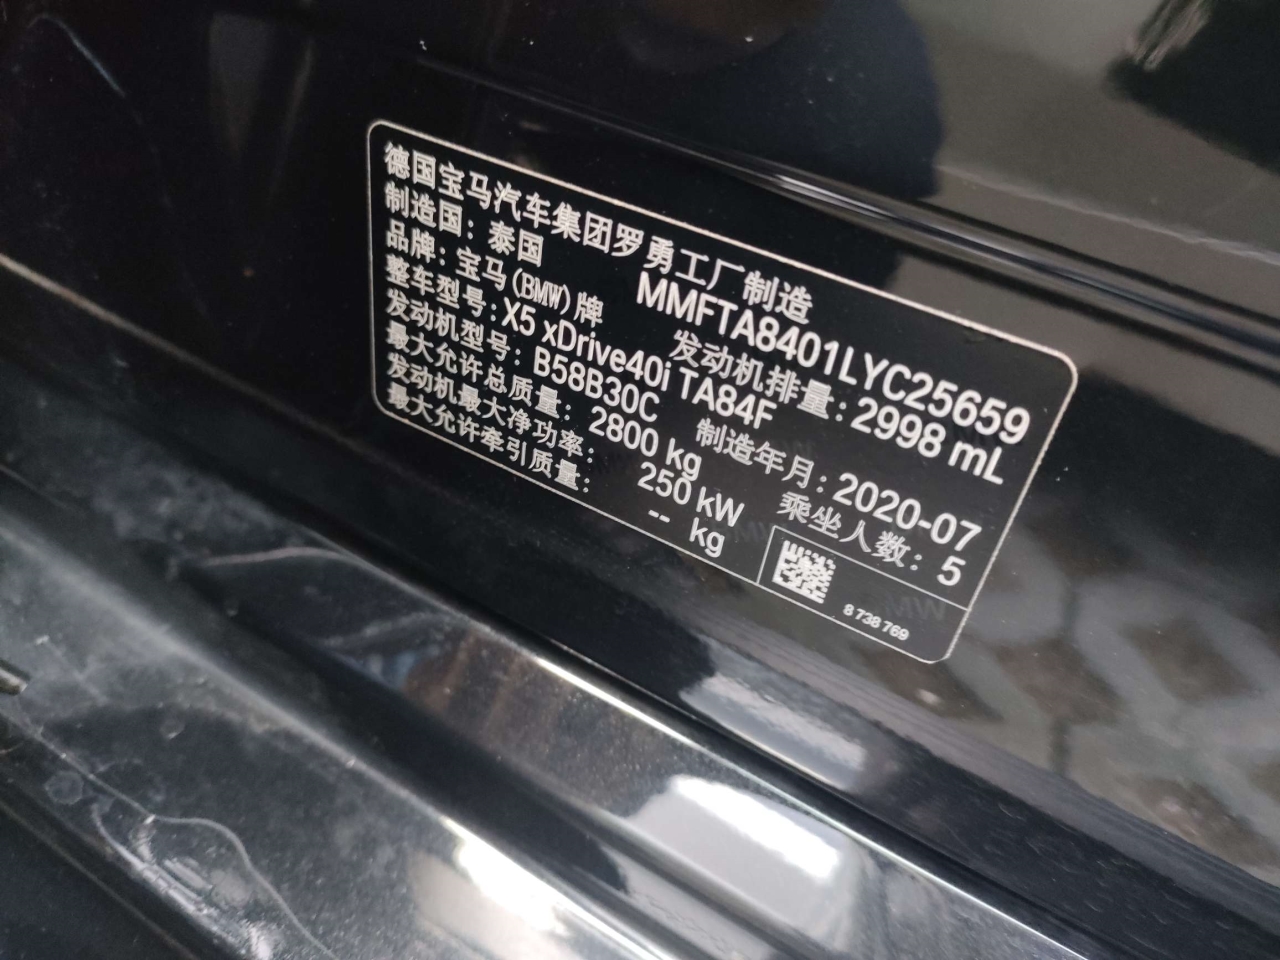 德国宝马汽车集团罗勇工厂制造
制造国：泰国 MMFTA8401LYC25659
品牌：宝马(BMW)牌 发动机排量：2998 mL
整车型号：X5 xDrive40i TA84F
发动机型号：B58B30C 制造年月：2020-07
最大允许总质量：2800 kg 乘坐人数：5
发动机最大净功率：250 kW
最大允许牵引质量：-- kg
8 738 769